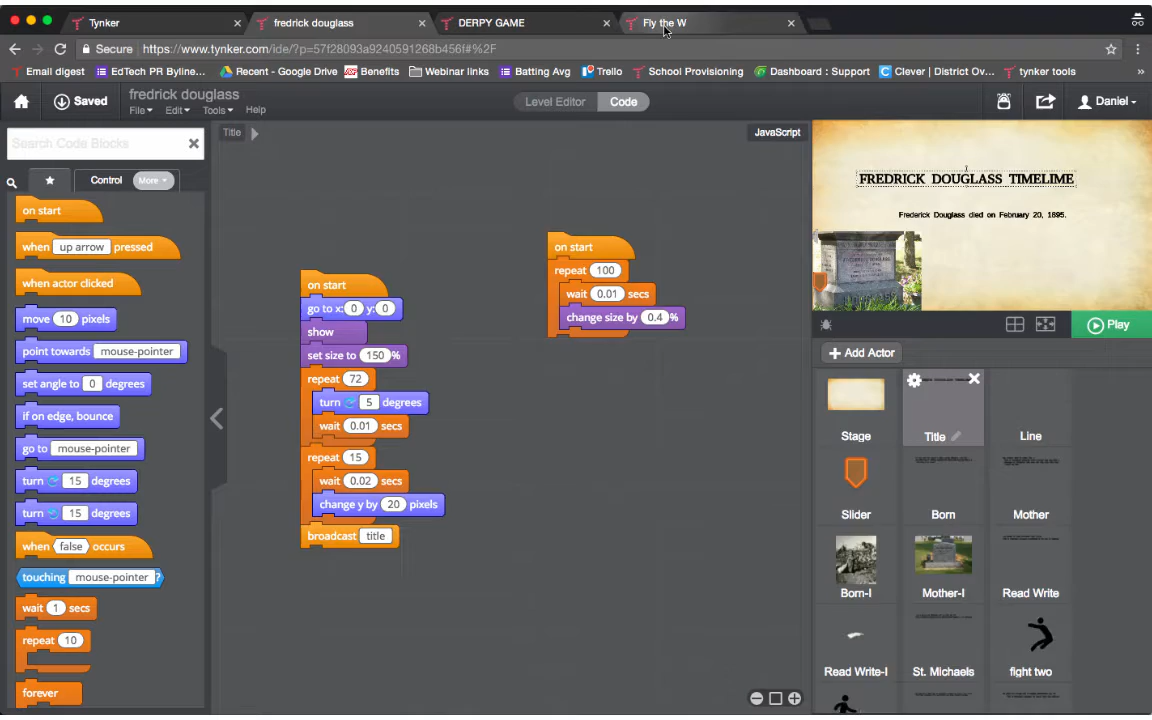 Tynker
fredrick douglass
DERPY GAME
Fly the W
Secure
https://www.tynker.com/ide/?p=57f28093a9240591268b456f#%2F
Email digest
EdTech PR Byline...
Recent - Google Drive
Benefits
Webinar links
Batting Avg
Trello
School Provisioning
Dashboard : Support
Clever | District Ov...
tynker tools
»
Saved
fredrick douglass
File
Edit
Tools
Help
Level Editor
Code
Daniel
Search Code Blocks
Control
More
on start
when up arrow pressed
when actor clicked
move 10 pixels
point towards mouse-pointer
set angle to 0 degrees
if on edge, bounce
go to mouse-pointer
turn 15 degrees
turn 15 degrees
when false occurs
touching mouse-pointer ?
wait 1 secs
repeat 10
forever
Title
JavaScript
on start
go to x: 0 y: 0
show
set size to 150 %
repeat 72
turn 5 degrees
wait 0.01 secs
repeat 15
wait 0.02 secs
change y by 20 pixels
broadcast title
on start
repeat 100
wait 0.01 secs
change size by 0.4 %
FREDRICK DOUGLASS TIMELIME
Frederick Douglass died on February 20, 1895.
Play
+ Add Actor
Stage
Title
Line
Slider
Born
Mother
Born-I
Mother-I
Read Write
Read Write-I
St. Michaels
fight two